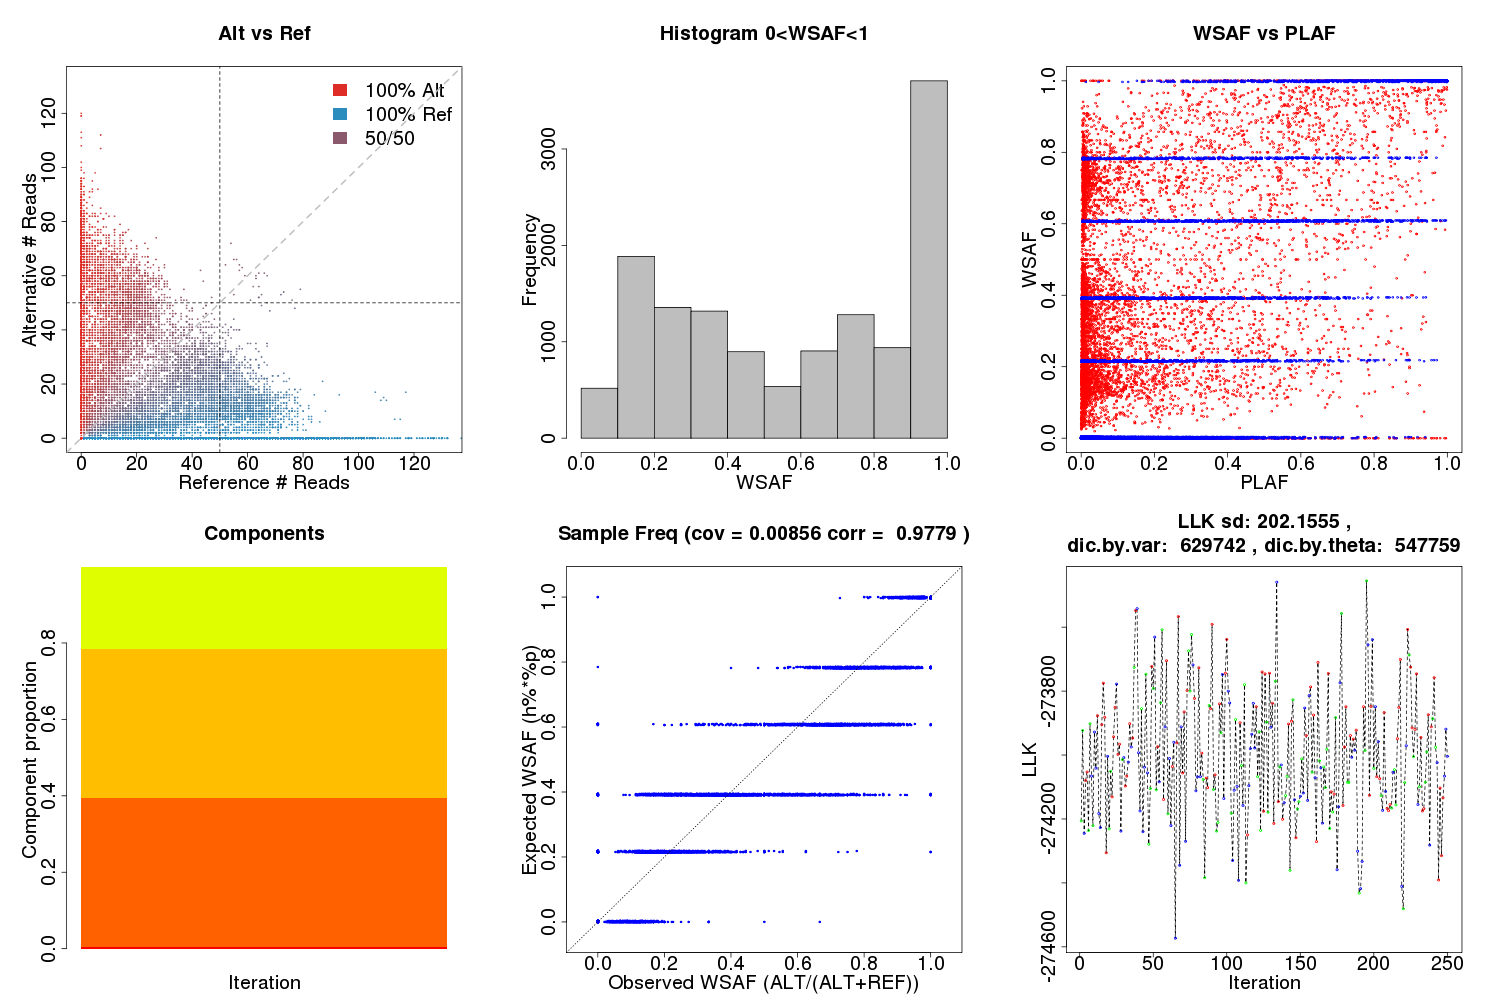 Alt vs Ref
100% Alt
100% Ref
50/50
Alternative # Reads
0 20 40 60 80 100 120
0 20 40 60 80 100 120
Reference # Reads
Histogram 0<WSAF<1
Frequency
0 1000 2000 3000
0.0 0.2 0.4 0.6 0.8 1.0
WSAF
WSAF vs PLAF
WSAF
0.0 0.2 0.4 0.6 0.8 1.0
0.0 0.2 0.4 0.6 0.8 1.0
PLAF
Components
Component proportion
0.0 0.2 0.4 0.6 0.8
Iteration
Sample Freq (cov = 0.00856 corr = 0.9779 )
Expected WSAF (h%*%p)
0.0 0.2 0.4 0.6 0.8 1.0
0.0 0.2 0.4 0.6 0.8 1.0
Observed WSAF (ALT/(ALT+REF))
LLK sd: 202.1555 ,
dic.by.var: 629742 , dic.by.theta: 547759
LLK
-274600 -274200 -273800
0 50 100 150 200 250
Iteration